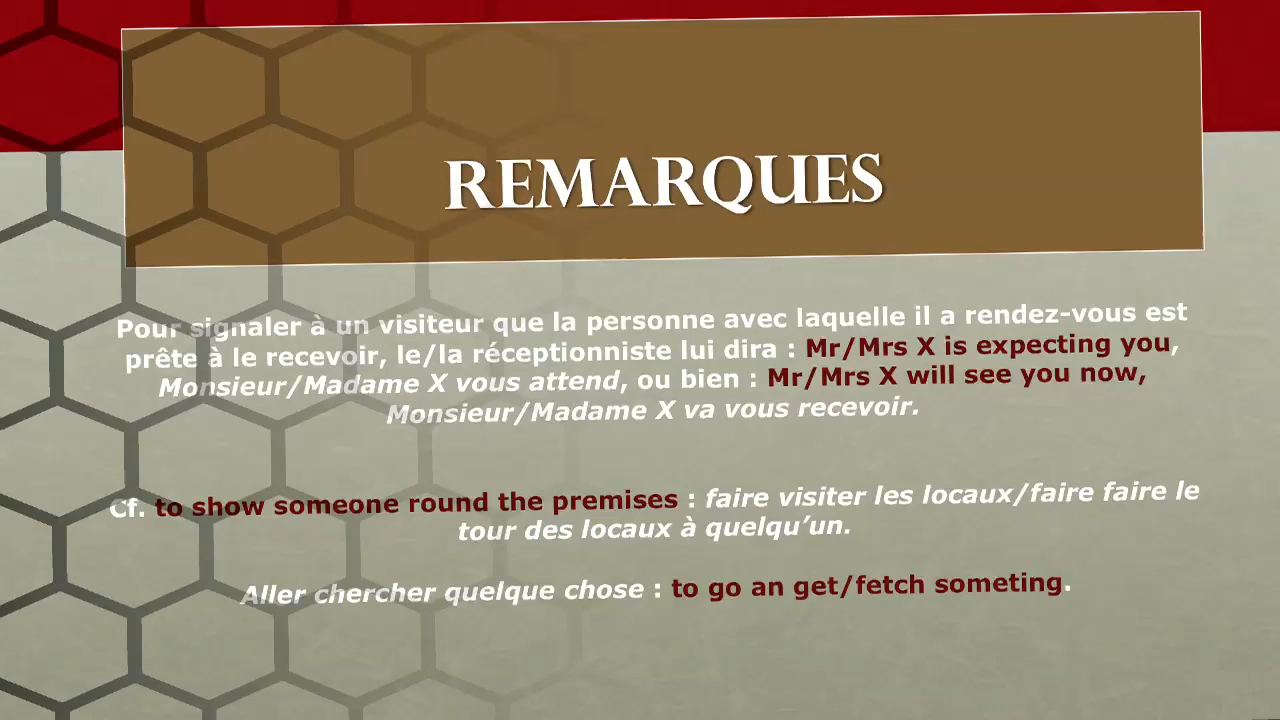 REMARQUES
Pour signaler à un visiteur que la personne avec laquelle il a rendez-vous est
prête à le recevoir, le/la réceptionniste lui dira : Mr/Mrs X is expecting you,
Monsieur/Madame X vous attend, ou bien : Mr/Mrs X will see you now,
Monsieur/Madame X va vous recevoir.
Cf. to show someone round the premises : faire visiter les locaux/faire faire le
tour des locaux à quelqu’un.
Aller chercher quelque chose : to go an get/fetch someting.